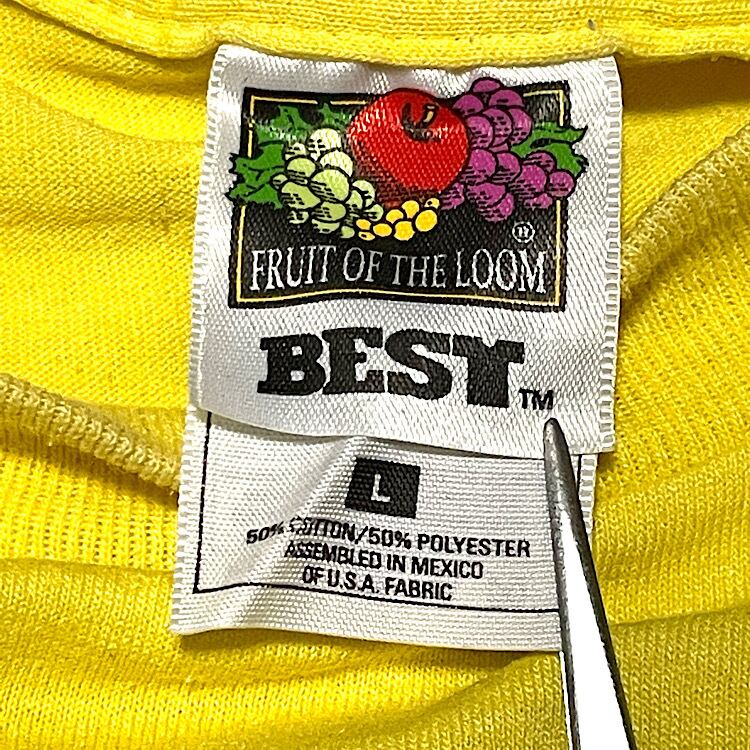 FRUIT OF THE LOOM®
BEST™
L
50% COTTON/50% POLYESTER
ASSEMBLED IN MEXICO
OF U.S.A. FABRIC